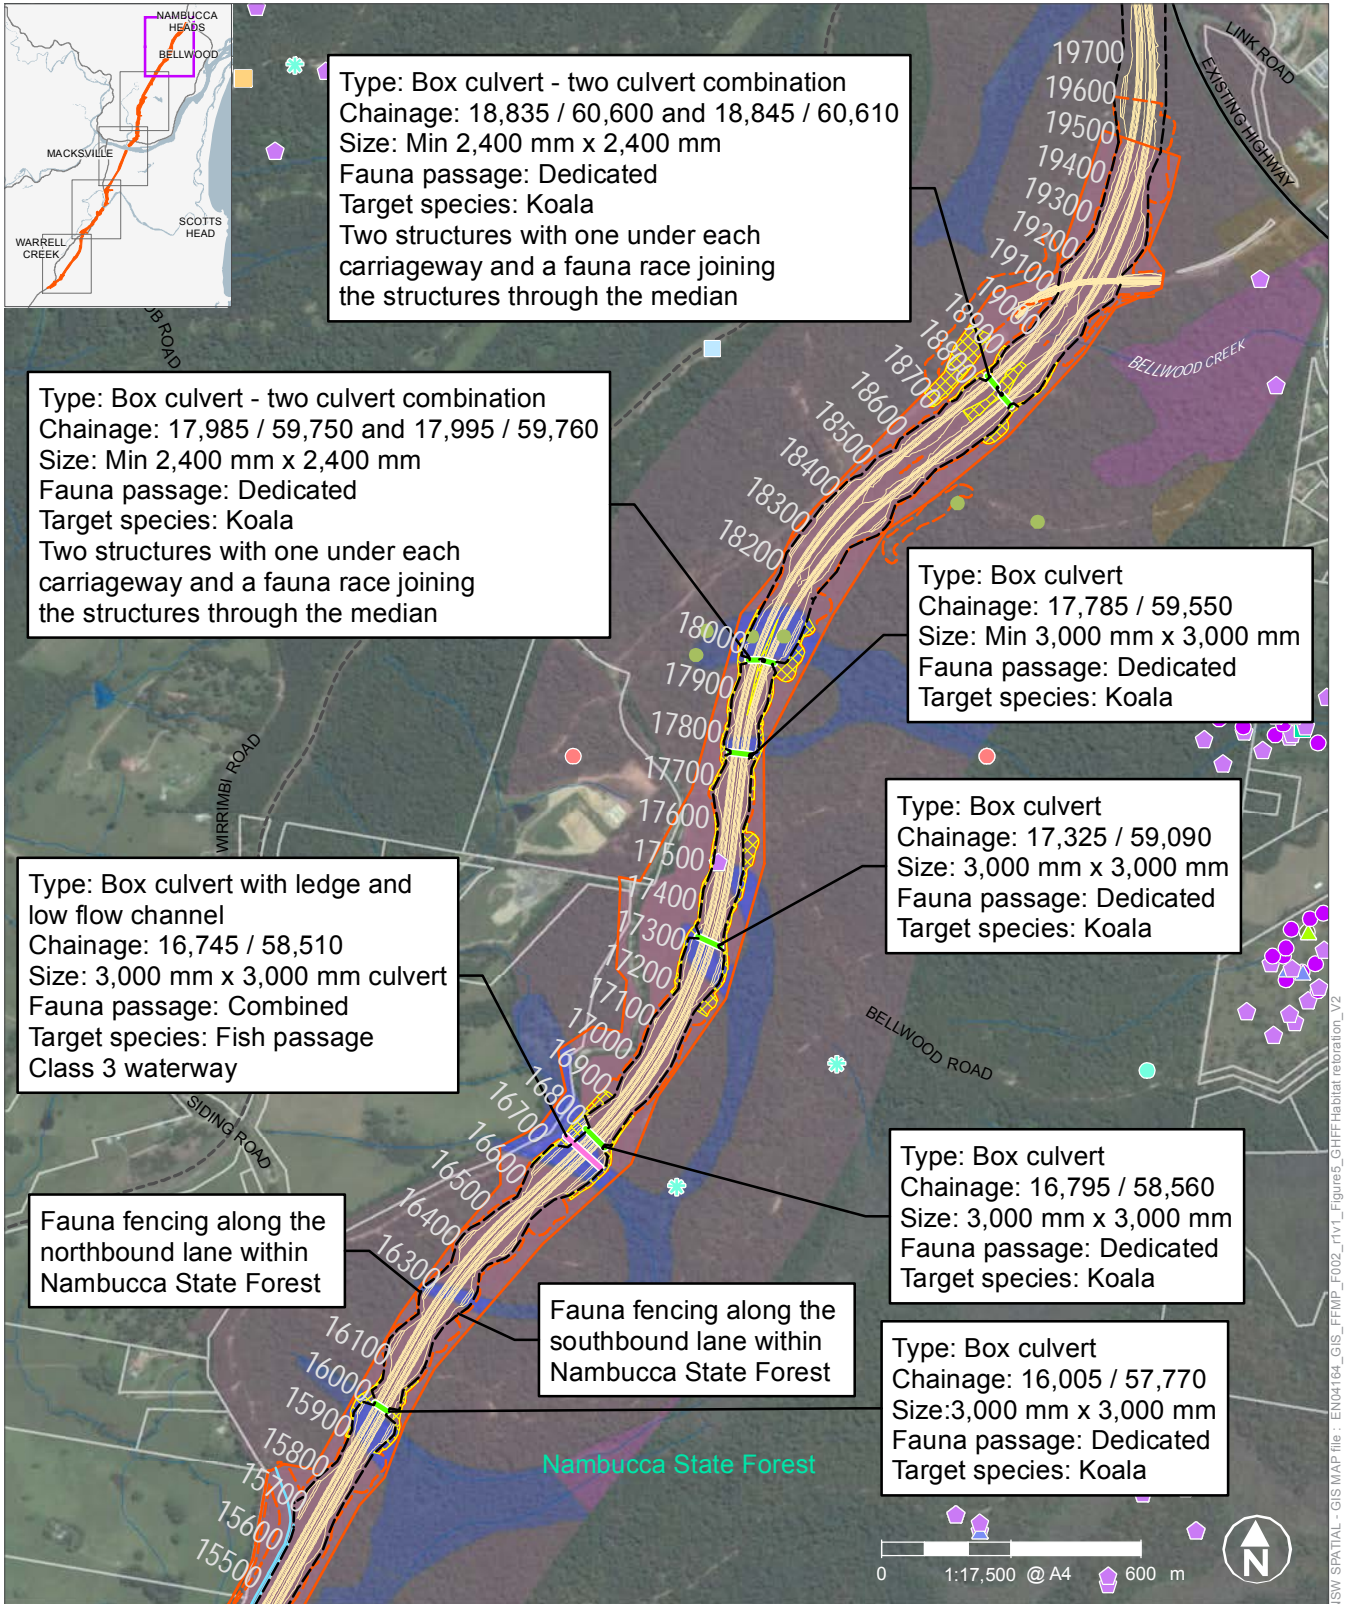 NAMBUCCA
HEADS
BELLWOOD
MACKSVILLE
SCOTTS
HEAD
WARRELL
CREEK
Type: Box culvert - two culvert combination
Chainage: 18,835 / 60,600 and 18,845 / 60,610
Size: Min 2,400 mm x 2,400 mm
Fauna passage: Dedicated
Target species: Koala
Two structures with one under each
carriageway and a fauna race joining
the structures through the median
LINK ROAD
EXISTING HIGHWAY
19700
19600
19500
19400
19300
19200
19100
19000
18900
18800
18700
18600
18500
18400
18300
18200
18000
17900
17800
17700
17600
17500
17400
17300
17200
17100
17000
16900
16800
16700
16600
16500
16400
16300
16100
16000
15900
15800
15700
15600
15500
OB ROAD
BELLWOOD CREEK
Type: Box culvert - two culvert combination
Chainage: 17,985 / 59,750 and 17,995 / 59,760
Size: Min 2,400 mm x 2,400 mm
Fauna passage: Dedicated
Target species: Koala
Two structures with one under each
carriageway and a fauna race joining
the structures through the median
Type: Box culvert
Chainage: 17,785 / 59,550
Size: Min 3,000 mm x 3,000 mm
Fauna passage: Dedicated
Target species: Koala
WIRRIMBI ROAD
Type: Box culvert
Chainage: 17,325 / 59,090
Size: 3,000 mm x 3,000 mm
Fauna passage: Dedicated
Target species: Koala
Type: Box culvert with ledge and
low flow channel
Chainage: 16,745 / 58,510
Size: 3,000 mm x 3,000 mm culvert
Fauna passage: Combined
Target species: Fish passage
Class 3 waterway
BELLWOOD ROAD
SIDING ROAD
Type: Box culvert
Chainage: 16,795 / 58,560
Size: 3,000 mm x 3,000 mm
Fauna passage: Dedicated
Target species: Koala
Fauna fencing along the
northbound lane within
Nambucca State Forest
Fauna fencing along the
southbound lane within
Nambucca State Forest
Type: Box culvert
Chainage: 16,005 / 57,770
Size:3,000 mm x 3,000 mm
Fauna passage: Dedicated
Target species: Koala
Nambucca State Forest
0 1:17,500 @ A4 600 m
N
NSW SPATIAL - GIS MAP file : EN04164_GIS_FFMP_F002_r1v1_Figure5_GHFFHabitat retoration_V2